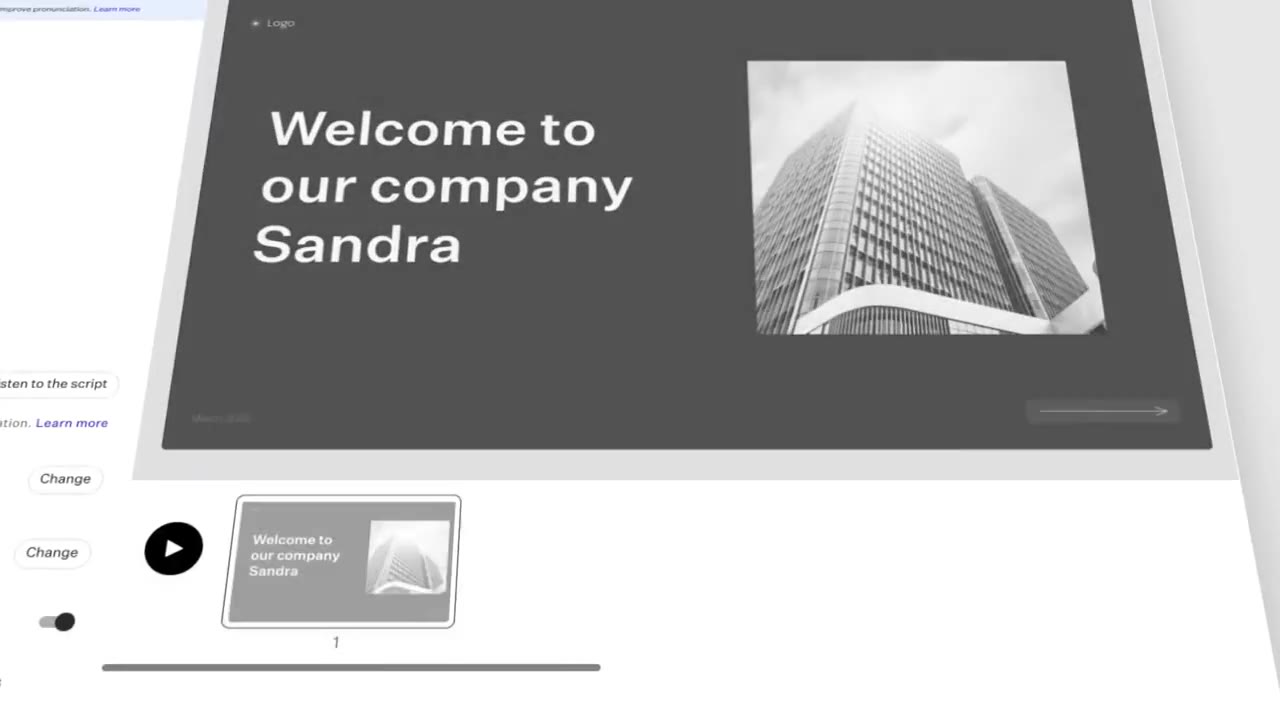 improve pronunciation. Learn more
Logo
Welcome to
our company
Sandra
sten to the script
ation. Learn more
Change
Change
Welcome to
our company
Sandra
1